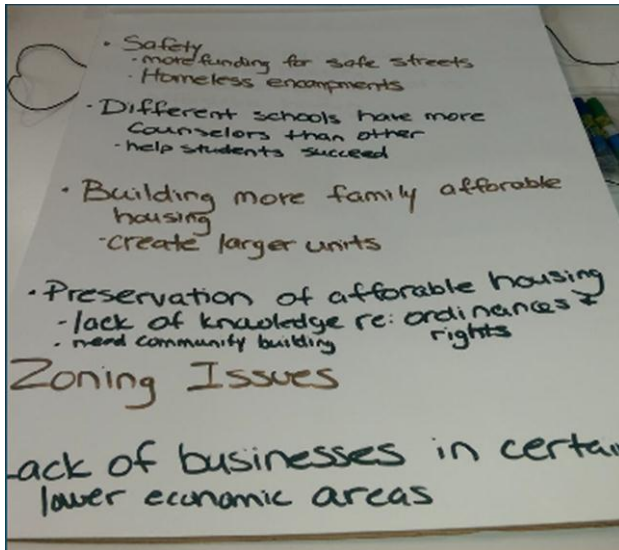 • Safety
- more funding for safe streets
- Homeless encampments
• Different schools have more
counselors than other
- help students succeed
• Building more family afforable
housing
- create larger units
• Preservation of afforable housing
- lack of knowledge re: ordinances +
rights
• need community building
Zoning Issues
Lack of businesses in certain
lower economic areas